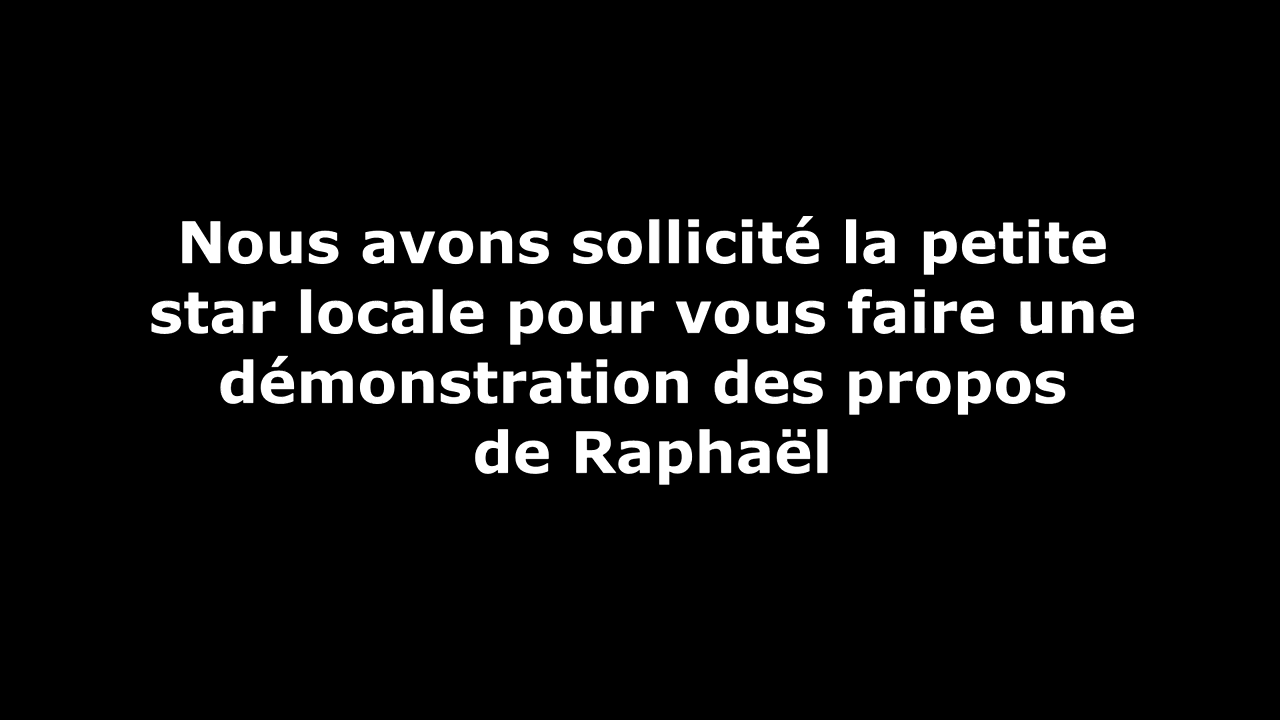 Nous avons sollicité la petite
star locale pour vous faire une
démonstration des propos
de Raphaël